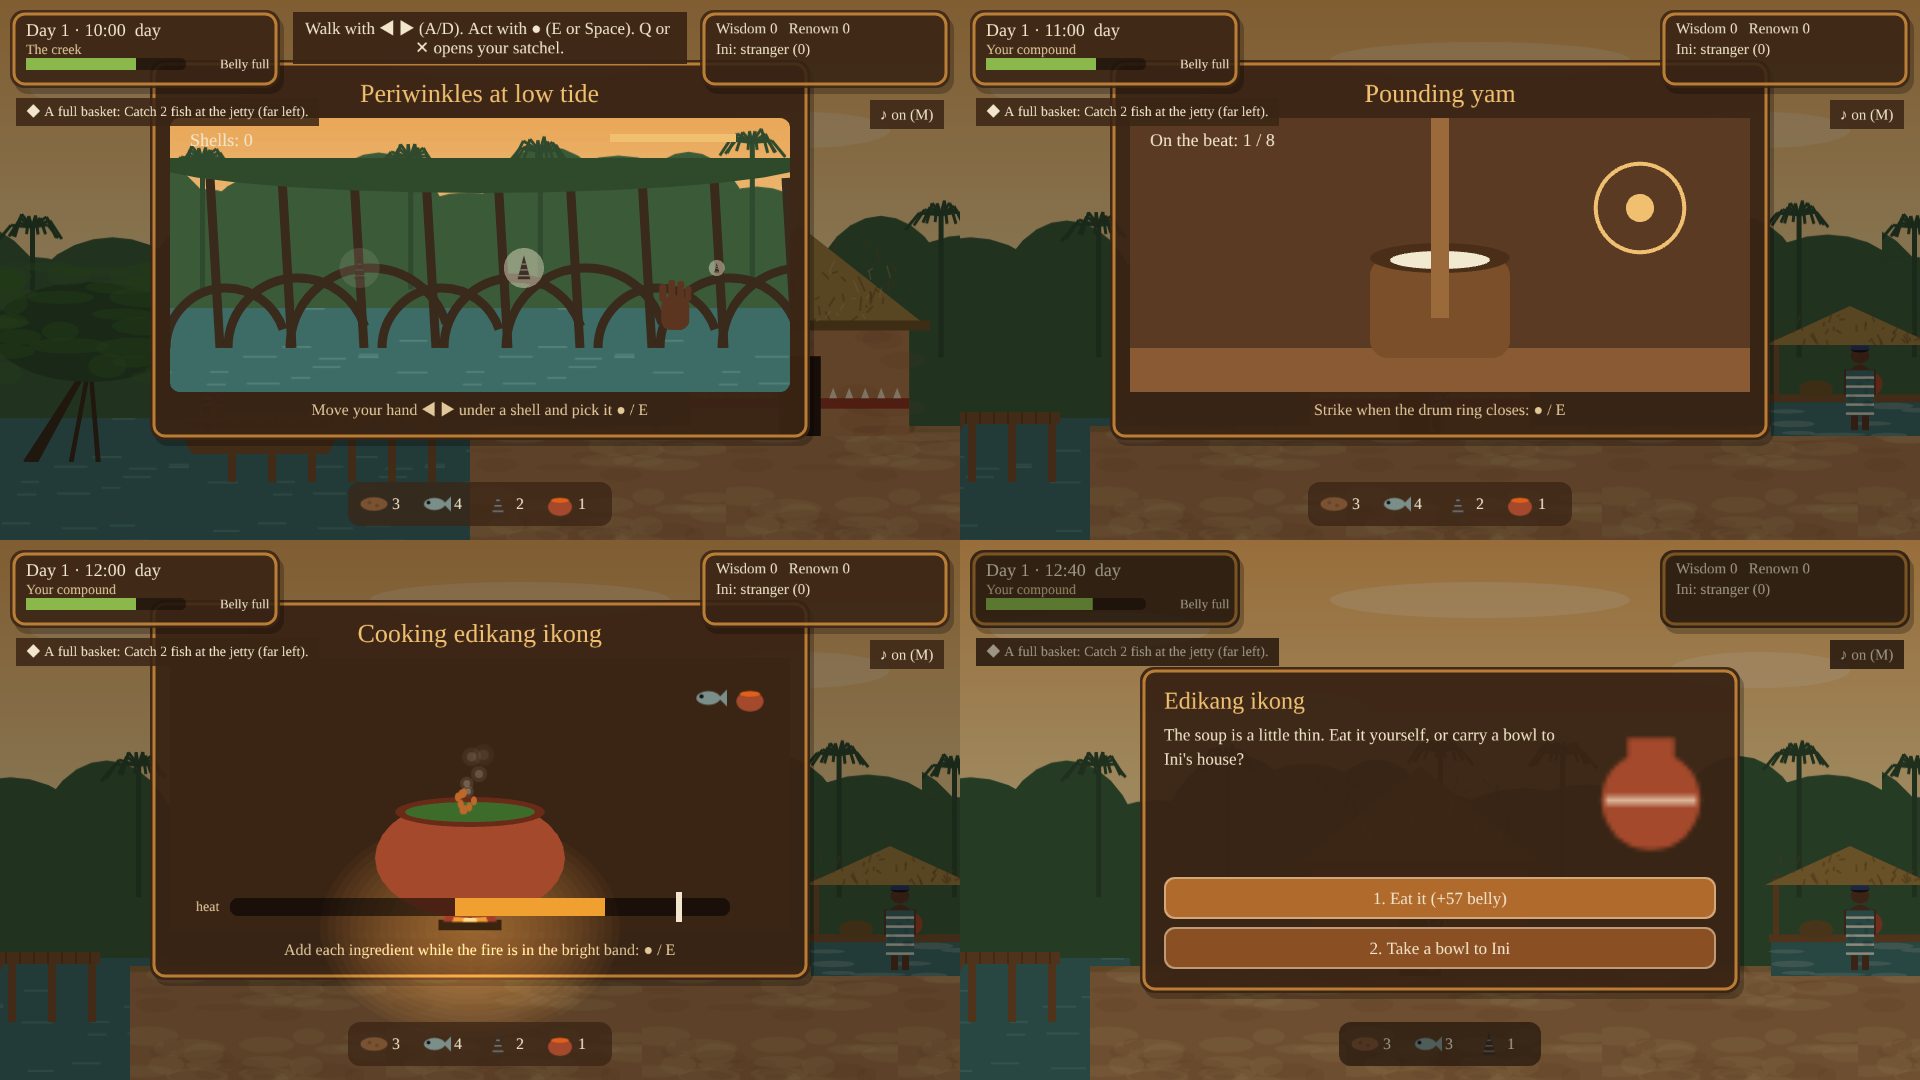 Day 1 · 10:00 day
The creek
Belly full
Walk with ◀ ▶ (A/D). Act with ● (E or Space). Q or
✕ opens your satchel.
Wisdom 0 Renown 0
Ini: stranger (0)
◆ A full basket: Catch 2 fish at the jetty (far left).
♪ on (M)
Periwinkles at low tide
Shells: 0
Move your hand ◀ ▶ under a shell and pick it ● / E
3 4 2 1
Day 1 · 11:00 day
Your compound
Belly full
Wisdom 0 Renown 0
Ini: stranger (0)
◆ A full basket: Catch 2 fish at the jetty (far left).
♪ on (M)
Pounding yam
On the beat: 1 / 8
Strike when the drum ring closes: ● / E
3 4 2 1
Day 1 · 12:00 day
Your compound
Belly full
Wisdom 0 Renown 0
Ini: stranger (0)
◆ A full basket: Catch 2 fish at the jetty (far left).
♪ on (M)
Cooking edikang ikong
heat
Add each ingredient while the fire is in the bright band: ● / E
3 4 2 1
Day 1 · 12:40 day
Your compound
Belly full
Wisdom 0 Renown 0
Ini: stranger (0)
◆ A full basket: Catch 2 fish at the jetty (far left).
♪ on (M)
Edikang ikong
The soup is a little thin. Eat it yourself, or carry a bowl to
Ini's house?
1. Eat it (+57 belly)
2. Take a bowl to Ini
3 3 1